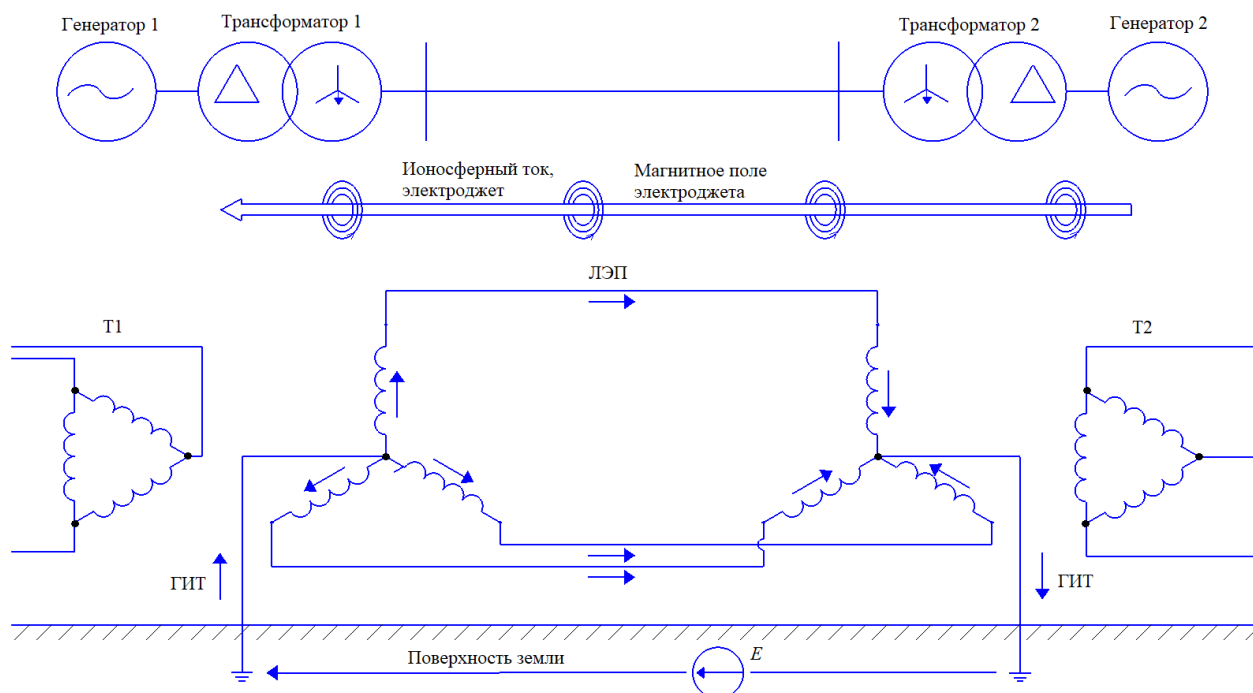 Генератор 1
Трансформатор 1
Трансформатор 2
Генератор 2
Ионосферный ток,
электроджет
Магнитное поле
электроджета
ЛЭП
Т1
Т2
ГИТ
ГИТ
Поверхность земли
E